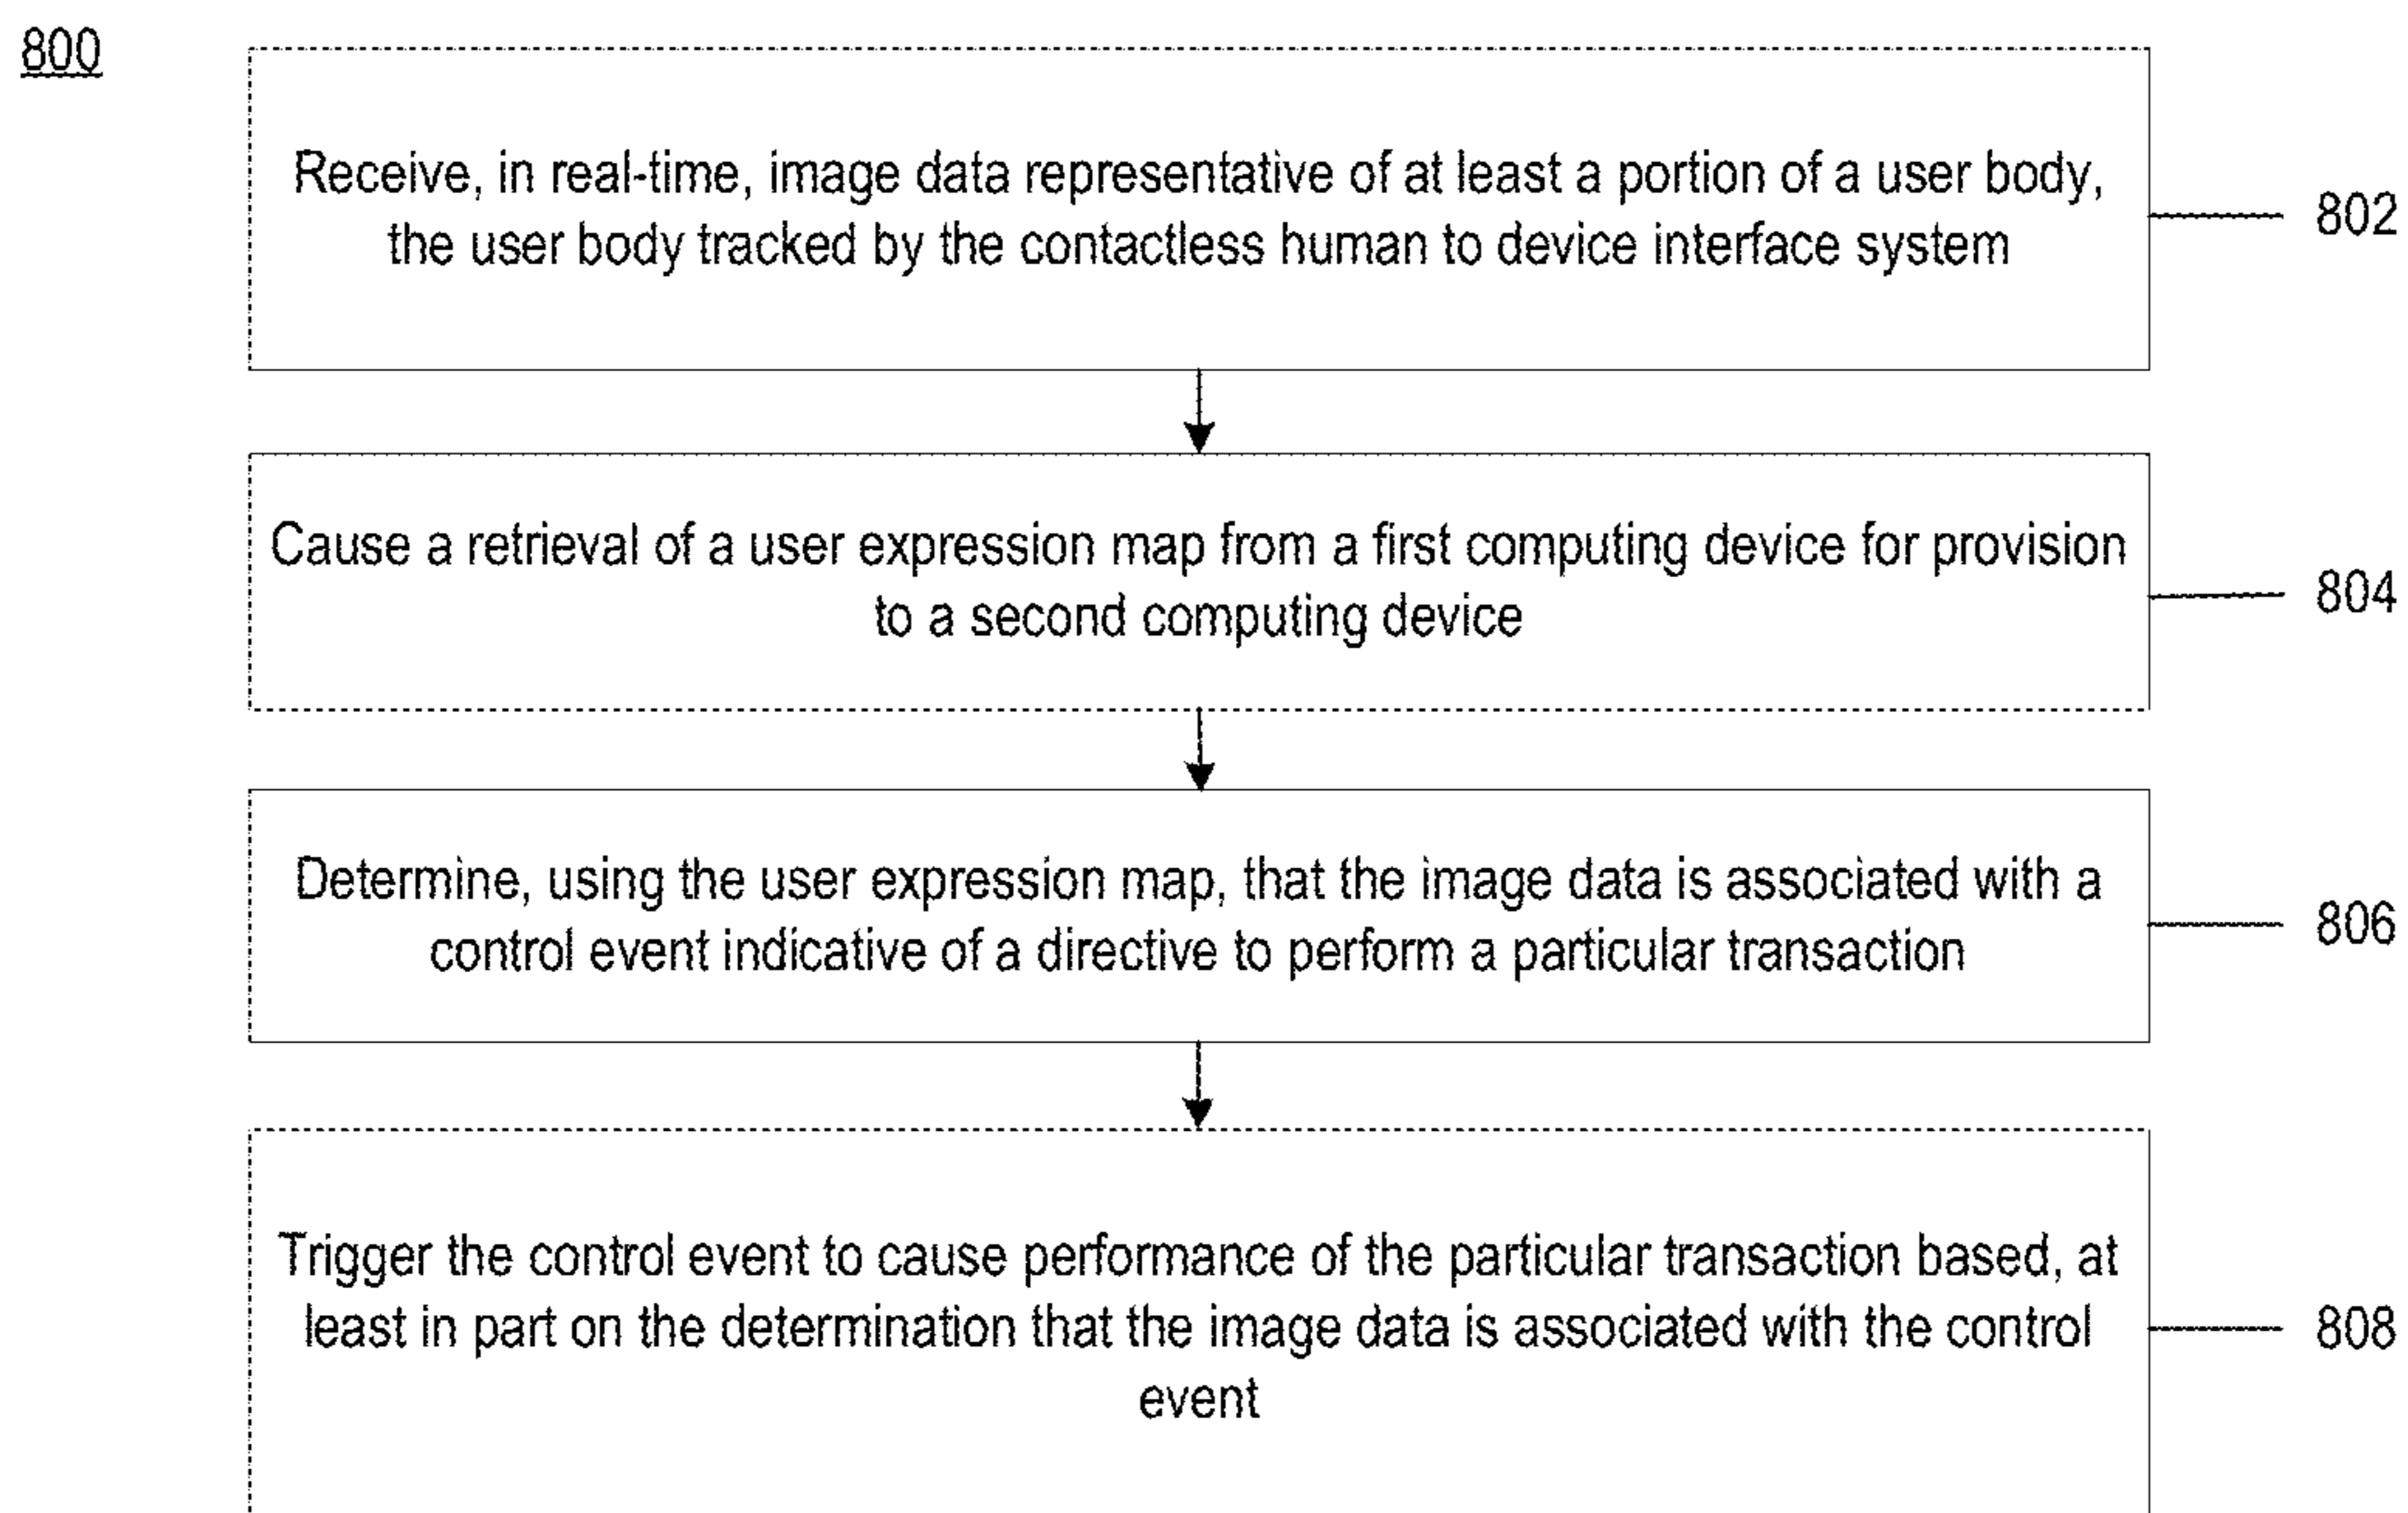 800
Receive, in real-time, image data representative of at least a portion of a user body,
the user body tracked by the contactless human to device interface system
802
Cause a retrieval of a user expression map from a first computing device for provision
to a second computing device
804
Determine, using the user expression map, that the image data is associated with a
control event indicative of a directive to perform a particular transaction
806
Trigger the control event to cause performance of the particular transaction based, at
least in part on the determination that the image data is associated with the control
event
808